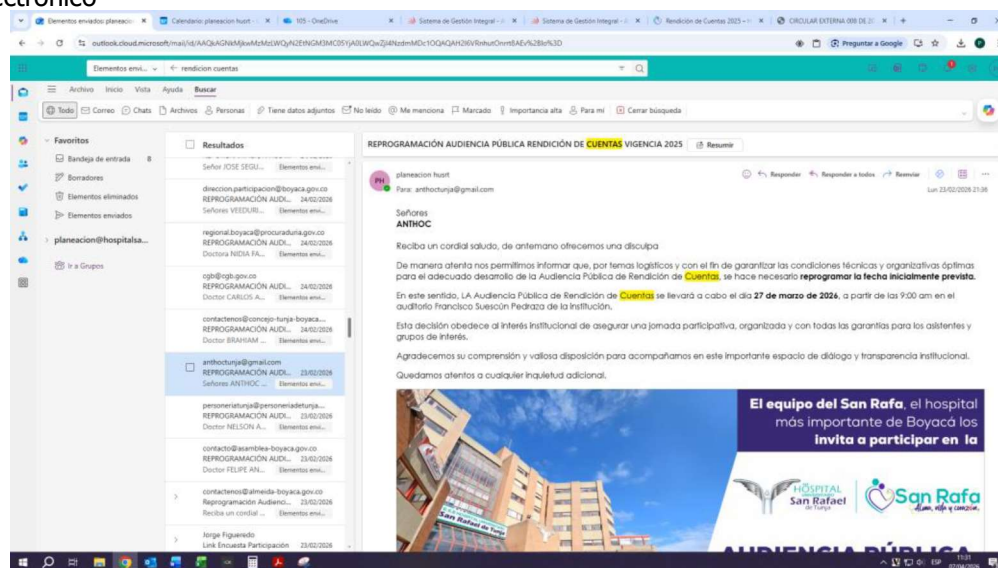 ectrónico
Elementos enviados planeacio
Calendario: planeacion husrt -
105 - OneDrive
Sistema de Gestión Integral -
Sistema de Gestión Integral -
Rendición de Cuentas 2025 –
CIRCULAR EXTERNA 008 DE 2
Preguntar a Google
Elementos envi...
rendicion cuentas
Archivo Inicio Vista Ayuda Buscar
Todo Correo Chats Archivos Personas Tiene datos adjuntos No leído Me menciona Marcado Importancia alta Para mí Cerrar búsqueda
Favoritos
Bandeja de entrada 8
Borradores
Elementos eliminados
Elementos enviados
planeacion@hospitalsa...
Ir a Grupos
Resultados
Señor JOSE SEGU... Elementos envi...
direccion.participacion@boyaca.gov.co
REPROGRAMACIÓN AUDI... 24/02/2026
Señores VEEDURI... Elementos envi...
regional.boyaca@procuraduria.gov.co
REPROGRAMACIÓN AUDI... 24/02/2026
Doctora NIDIA FA... Elementos envi...
cgb@cgb.gov.co
REPROGRAMACIÓN AUDI... 24/02/2026
Doctor CARLOS A... Elementos envi...
contactenos@concejo-tunja-boyaca....
REPROGRAMACIÓN AUDI... 24/02/2026
Doctor BRAHIAM ... Elementos envi...
anthoctunja@gmail.com
REPROGRAMACIÓN AUDI... 23/02/2026
Señores ANTHOC ... Elementos envi...
personeriatunja@personeriadetunja....
REPROGRAMACIÓN AUDI... 23/02/2026
Doctor NELSON A... Elementos envi...
contacto@asamblea-boyaca.gov.co
REPROGRAMACIÓN AUDI... 23/02/2026
Doctor FELIPE AN... Elementos envi...
contactenos@almeida-boyaca.gov.co
Reprogramación Audienc... 23/02/2026
Reciba un cordial ... Elementos envi...
Jorge Figueredo
Link Encuesta Participación 23/02/2026
REPROGRAMACIÓN AUDIENCIA PÚBLICA RENDICIÓN DE CUENTAS VIGENCIA 2025
Resumir
PH
planeacion husrt
Responder Responder a todos Reenviar
Para: anthoctunja@gmail.com
Lun 23/02/2026 21:36
Señores
ANTHOC
Reciba un cordial saludo, de antemano ofrecemos una disculpa
De manera atenta nos permitimos informar que, por temas logísticos y con el fin de garantizar las condiciones técnicas y organizativas óptimas
para el adecuado desarrollo de la Audiencia Pública de Rendición de Cuentas, se hace necesario reprogramar la fecha inicialmente prevista.
En este sentido, LA Audiencia Pública de Rendición de Cuentas se llevará a cabo el día 27 de marzo de 2026, a partir de las 9:00 am en el
auditorio Francisco Suescún Pedraza de la Institución.
Esta decisión obedece al interés institucional de asegurar una jornada participativa, organizada y con todas las garantías para los asistentes y
grupos de interés.
Agradecemos su comprensión y valiosa disposición para acompañarnos en este importante espacio de diálogo y transparencia institucional.
Quedamos atentos a cualquier inquietud adicional.
San Rafael de Tunja
El equipo del San Rafa, el hospital
más importante de Boyacá los
invita a participar en la
HOSPITAL
San Rafael
de Tunja
San Rafa
Alma, vida y corazón.
AUDIENCIA PÚBLICA
ESP
11:31
07/04/2026